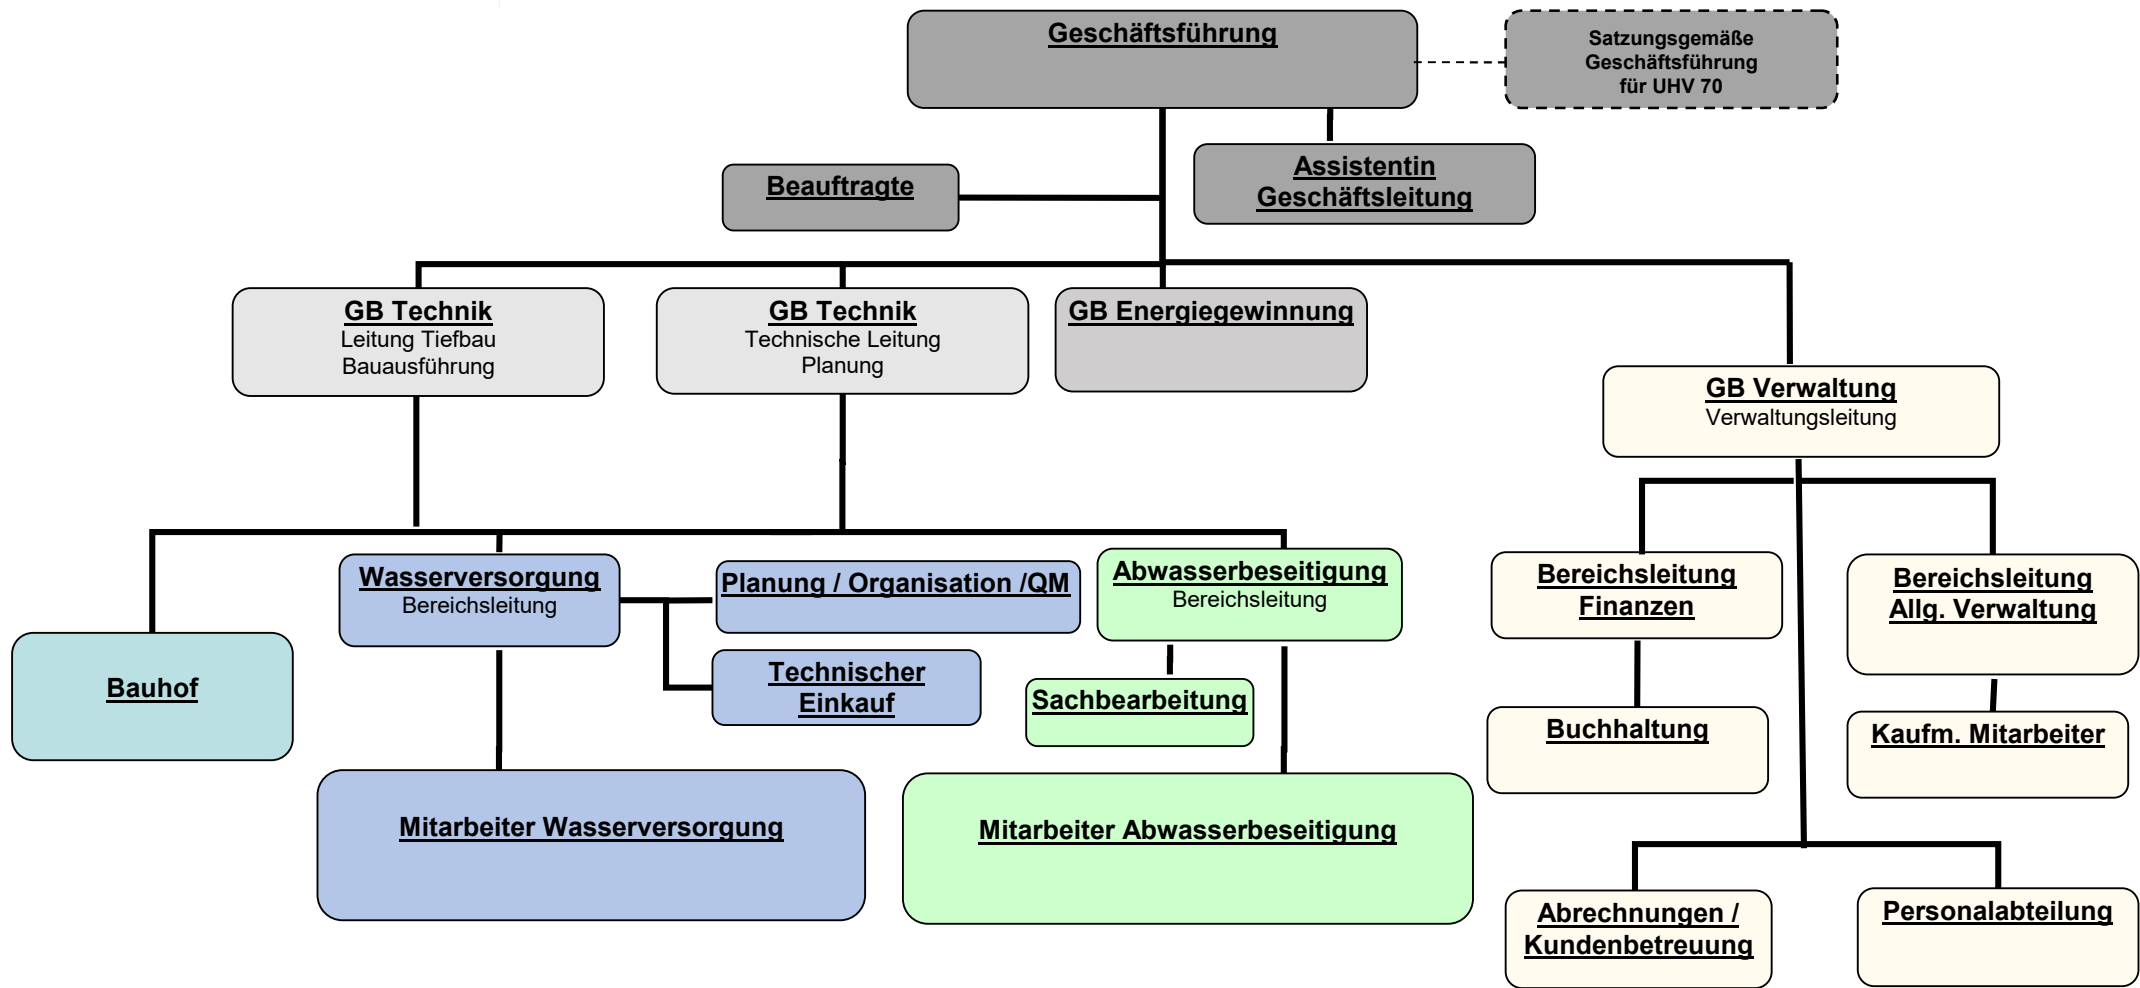 Geschäftsführung
Satzungsgemäße
Geschäftsführung
für UHV 70
Assistentin
Geschäftsleitung
Beauftragte
GB Technik
Leitung Tiefbau
Bauausführung
GB Technik
Technische Leitung
Planung
GB Energiegewinnung
GB Verwaltung
Verwaltungsleitung
Wasserversorgung
Bereichsleitung
Planung / Organisation /QM
Abwasserbeseitigung
Bereichsleitung
Bereichsleitung
Finanzen
Bereichsleitung
Allg. Verwaltung
Bauhof
Technischer
Einkauf
Sachbearbeitung
Buchhaltung
Kaufm. Mitarbeiter
Mitarbeiter Wasserversorgung
Mitarbeiter Abwasserbeseitigung
Abrechnungen /
Kundenbetreuung
Personalabteilung